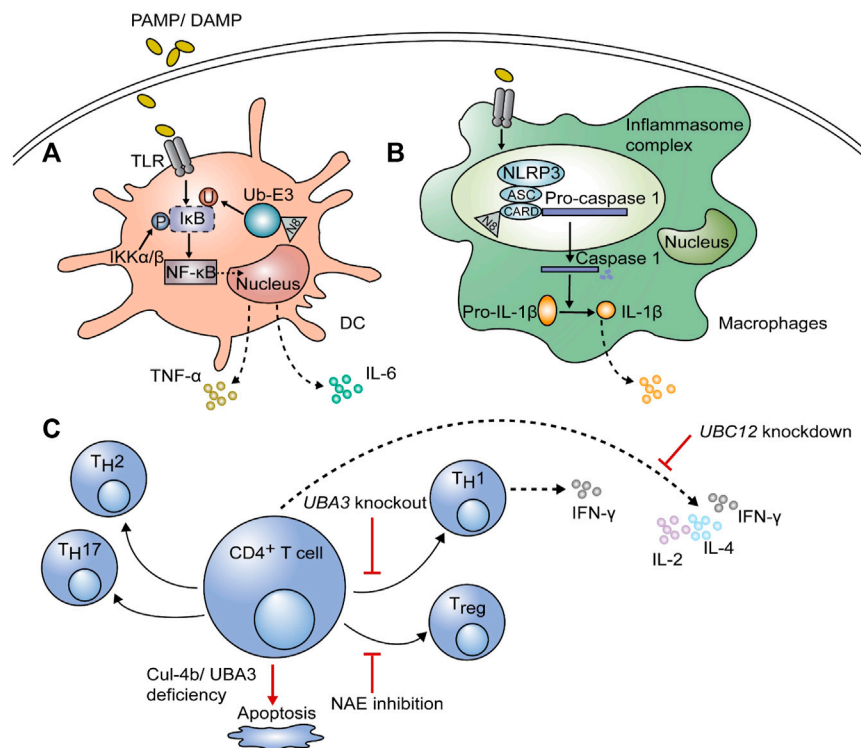 PAMP/ DAMP
A
TLR
U
Ub-E3
P
IκB
N8
IKKα/β
NF-κB
Nucleus
DC
TNF-α
IL-6
B
Inflammasome
complex
NLRP3
ASC
Pro-caspase 1
CARD
N8
Nucleus
Caspase 1
Pro-IL-1β
IL-1β
Macrophages
C
UBC12 knockdown
TH2
UBA3 knockout
TH1
IFN-γ
IFN-γ
IL-4
IL-2
TH17
CD4+ T cell
Treg
Cul-4b/ UBA3
deficiency
NAE inhibition
Apoptosis